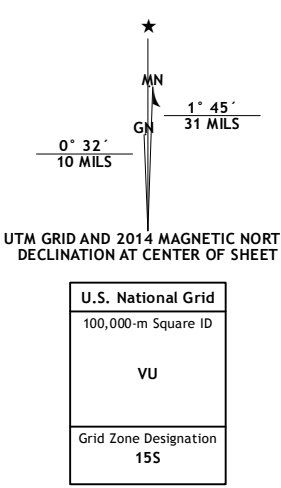 ★
MN
1° 45´
31 MILS
GN
0° 32´
10 MILS
UTM GRID AND 2014 MAGNETIC NORT
DECLINATION AT CENTER OF SHEET
U.S. National Grid
100,000-m Square ID
VU
Grid Zone Designation
15S